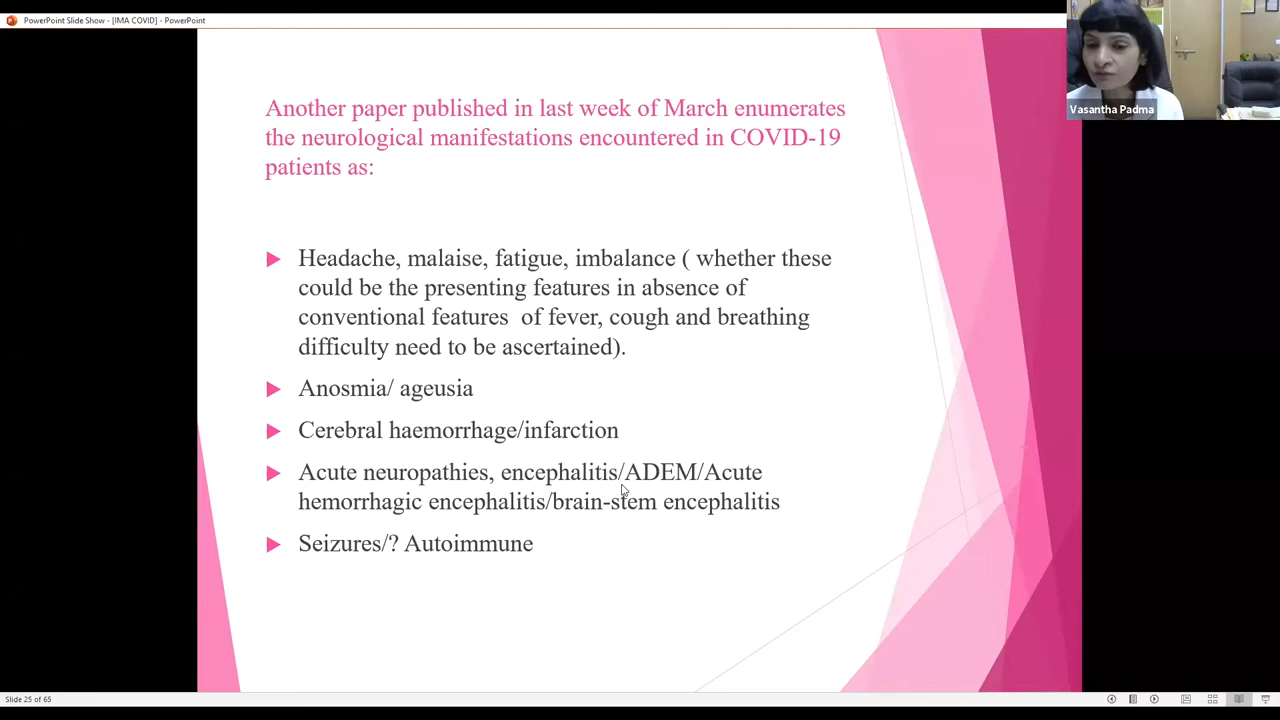 PowerPoint Slide Show - [IMA COVID] - PowerPoint
Vasantha Padma
Another paper published in last week of March enumerates
the neurological manifestations encountered in COVID-19
patients as:
Headache, malaise, fatigue, imbalance ( whether these
could be the presenting features in absence of
conventional features of fever, cough and breathing
difficulty need to be ascertained).
Anosmia/ ageusia
Cerebral haemorrhage/infarction
Acute neuropathies, encephalitis/ADEM/Acute
hemorrhagic encephalitis/brain-stem encephalitis
Seizures/? Autoimmune
Slide 25 of 65